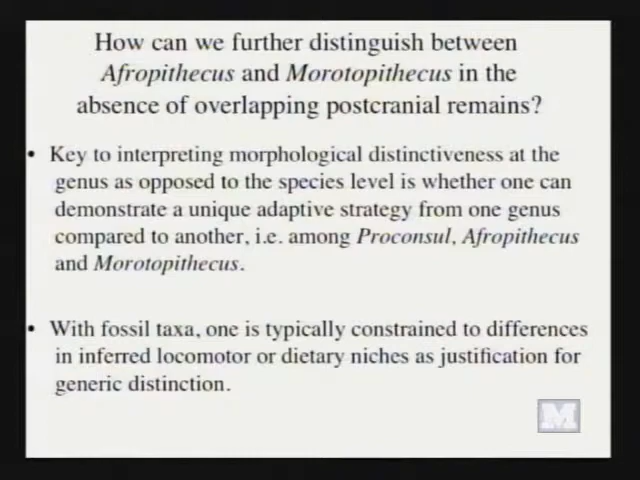 How can we further distinguish between
Afropithecus and Morotopithecus in the
absence of overlapping postcranial remains?
• Key to interpreting morphological distinctiveness at the
genus as opposed to the species level is whether one can
demonstrate a unique adaptive strategy from one genus
compared to another, i.e. among Proconsul, Afropithecus
and Morotopithecus.
• With fossil taxa, one is typically constrained to differences
in inferred locomotor or dietary niches as justification for
generic distinction.
M